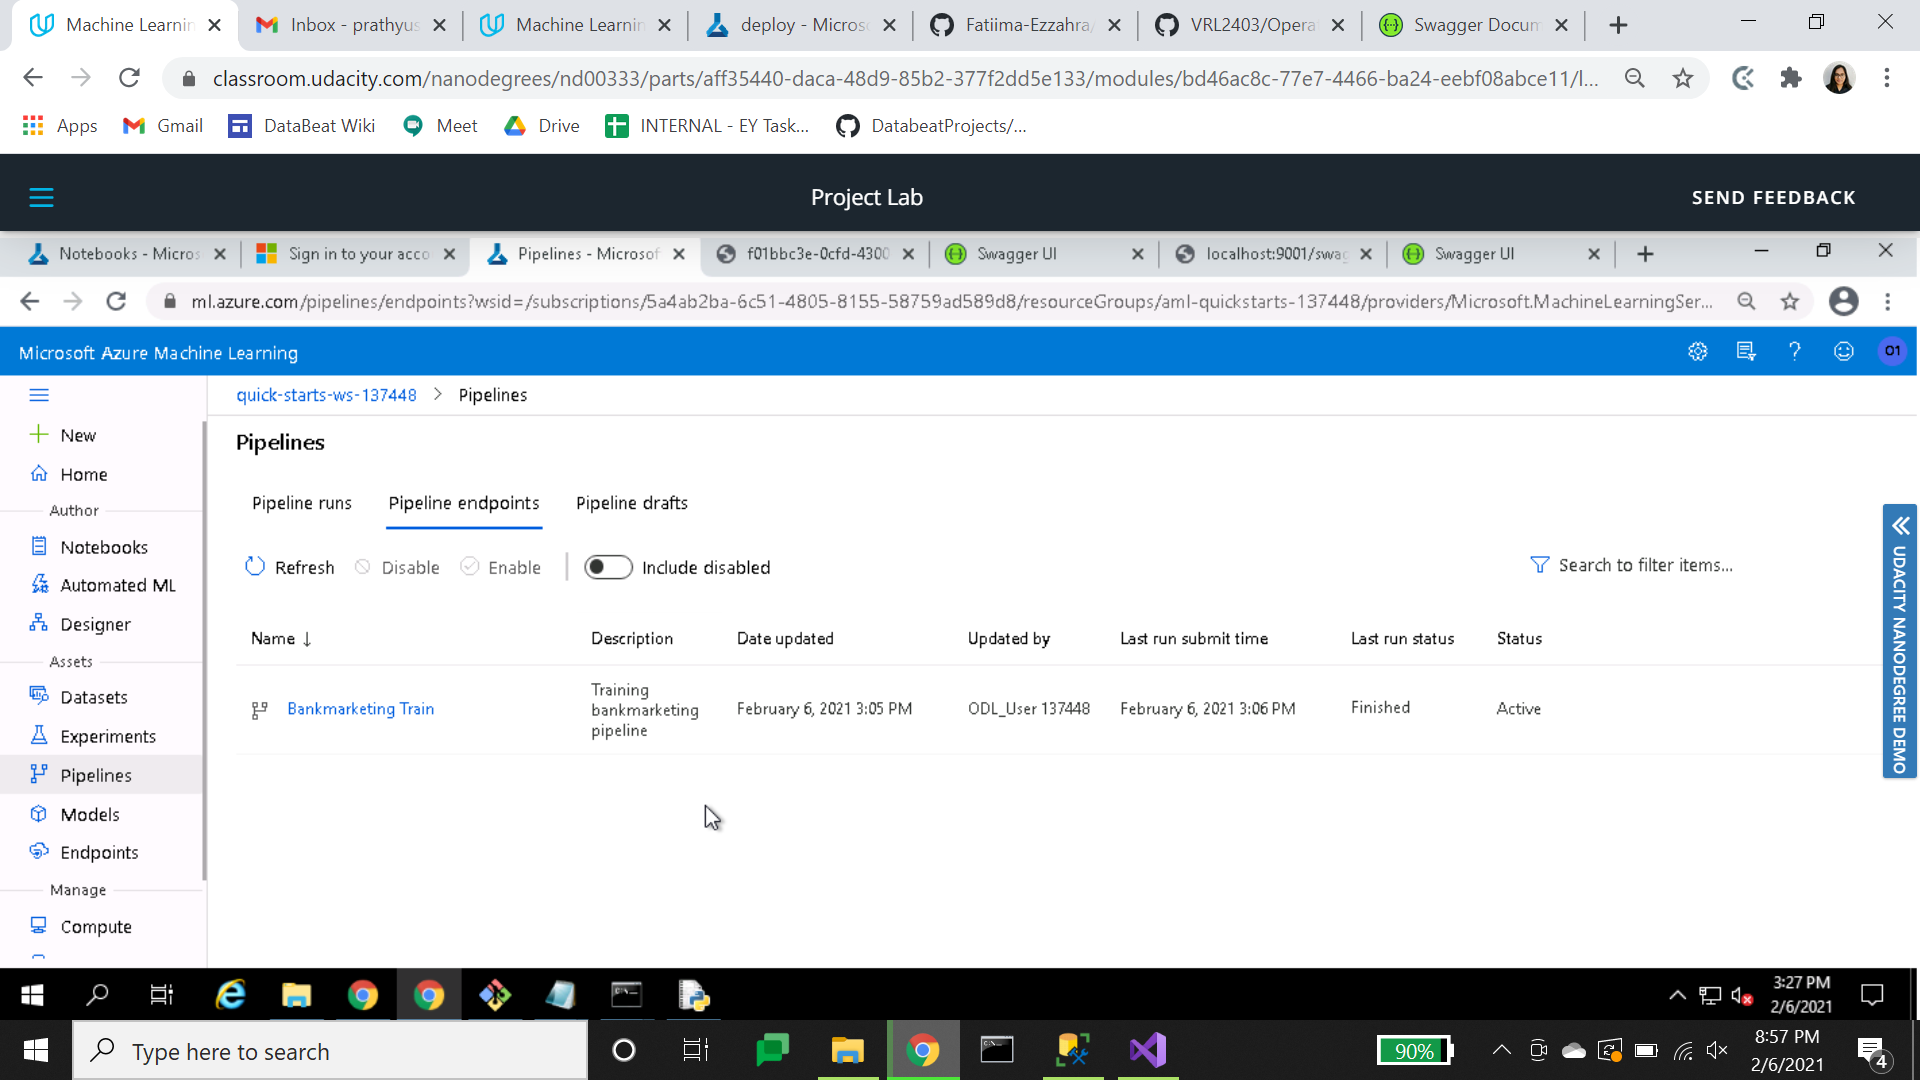 Machine Learnin
Inbox - prathyus
Machine Learnin
deploy - Micros
Fatiima-Ezzahra/
VRL2403/Opera
Swagger Docum
classroom.udacity.com/nanodegrees/nd00333/parts/aff35440-daca-48d9-85b2-377f2dd5e133/modules/bd46ac8c-77e7-4466-ba24-eebf08abce11/l...
Apps
Gmail
DataBeat Wiki
Meet
Drive
INTERNAL - EY Task...
DatabeatProjects/...
Project Lab
SEND FEEDBACK
Notebooks - Micros
Sign in to your acco
Pipelines - Microsof
f01bbc3e-0cfd-4300
Swagger UI
localhost:9001/swag
Swagger UI
ml.azure.com/pipelines/endpoints?wsid=/subscriptions/5a4ab2ba-6c51-4805-8155-58759ad589d8/resourceGroups/aml-quickstarts-137448/providers/Microsoft.MachineLearningSer...
Microsoft Azure Machine Learning
O1
quick-starts-ws-137448 > Pipelines
New
Home
Author
Notebooks
Automated ML
Designer
Assets
Datasets
Experiments
Pipelines
Models
Endpoints
Manage
Compute
Pipelines
Pipeline runs
Pipeline endpoints
Pipeline drafts
Refresh
Disable
Enable
Include disabled
Search to filter items...
Name ↓
Description
Date updated
Updated by
Last run submit time
Last run status
Status
Bankmarketing Train
Training
bankmarketing
pipeline
February 6, 2021 3:05 PM
ODL_User 137448
February 6, 2021 3:06 PM
Finished
Active
UDACITY NANODEGREE DEMO
3:27 PM
2/6/2021
Type here to search
90%
8:57 PM
2/6/2021
4